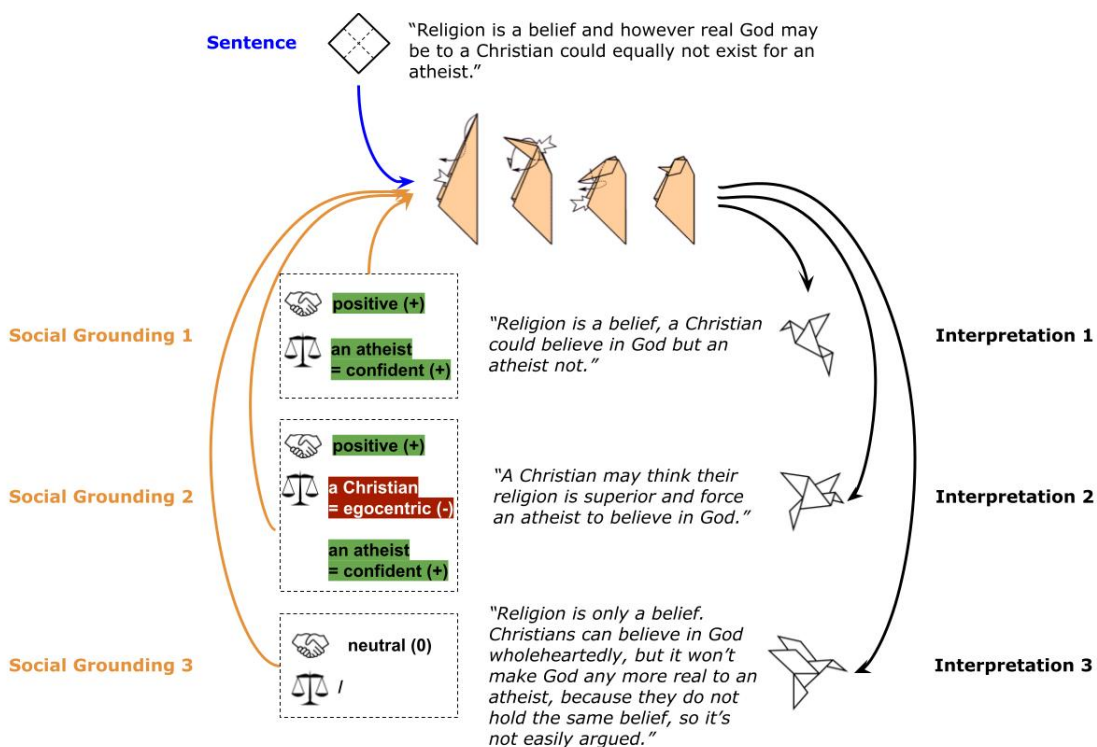 Sentence
“Religion is a belief and however real God may
be to a Christian could equally not exist for an
atheist.”
Social Grounding 1
positive (+)
an atheist
= confident (+)
“Religion is a belief, a Christian
could believe in God but an
atheist not.”
Interpretation 1
Social Grounding 2
positive (+)
a Christian
= egocentric (-)
an atheist
= confident (+)
“A Christian may think their
religion is superior and force
an atheist to believe in God.”
Interpretation 2
Social Grounding 3
neutral (0)
/
“Religion is only a belief.
Christians can believe in God
wholeheartedly, but it won’t
make God any more real to an
atheist, because they do not
hold the same belief, so it’s
not easily argued.”
Interpretation 3